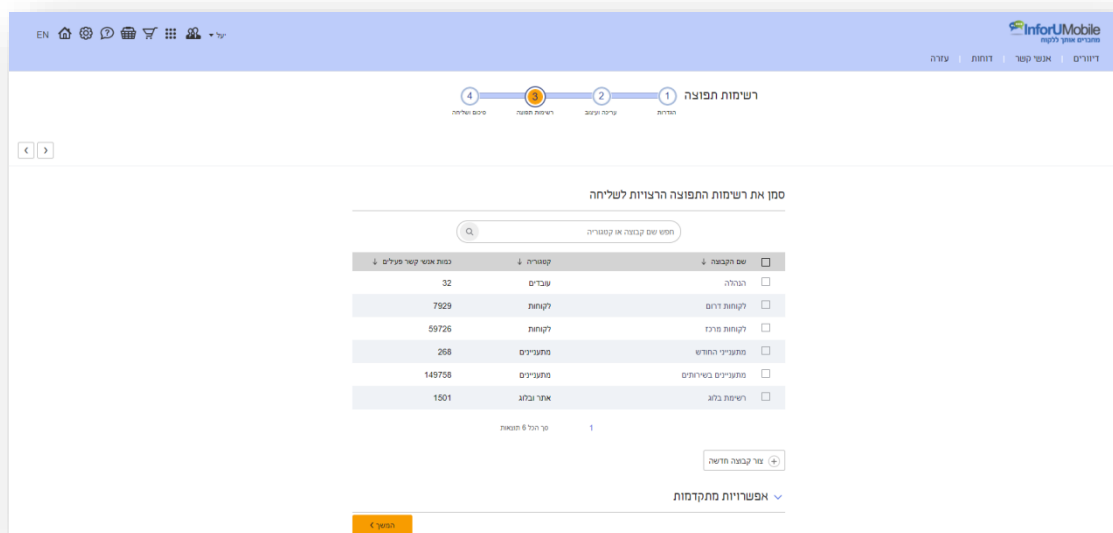 InforUMobile
מחברים אותך ללקוח
EN יעל
דיוורים | אנשי קשר | דוחות | עזרה
רשימות תפוצה
1 2 3 4
הגדרות עריכה ועיצוב רשימות תפוצה סיכום ושליחה
סמן את רשימות התפוצה הרצויות לשליחה
חפש שם קבוצה או קטגוריה
שם הקבוצה ↓ קטגוריה ↓ כמות אנשי קשר פעילים ↓
הנהלה עובדים 32
לקוחות דרום לקוחות 7929
לקוחות מרכז לקוחות 59726
מתענייני החודש מתעניינים 268
מתעניינים בשירותים מתעניינים 149758
רשימת בלוג אתר ובלוג 1501
1 סך הכל 6 תוצאות
צור קבוצה חדשה
אפשרויות מתקדמות
המשך